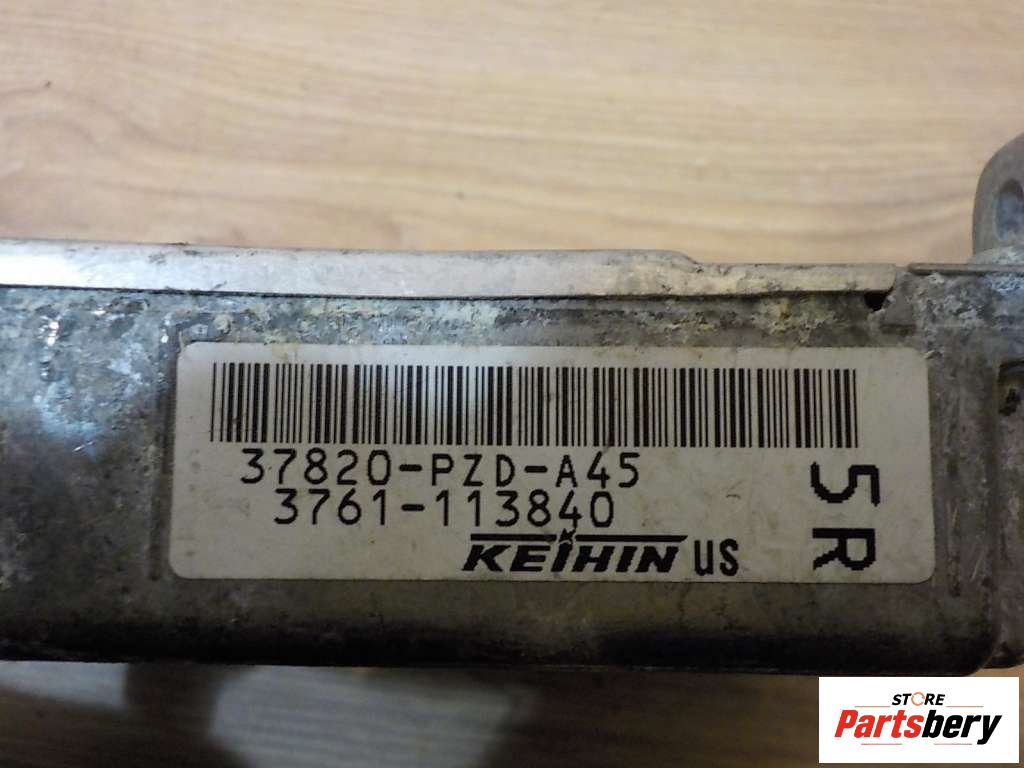 37820-PZD-A45
3761-113840
KEIHIN US
5R
STORE
Partsbery